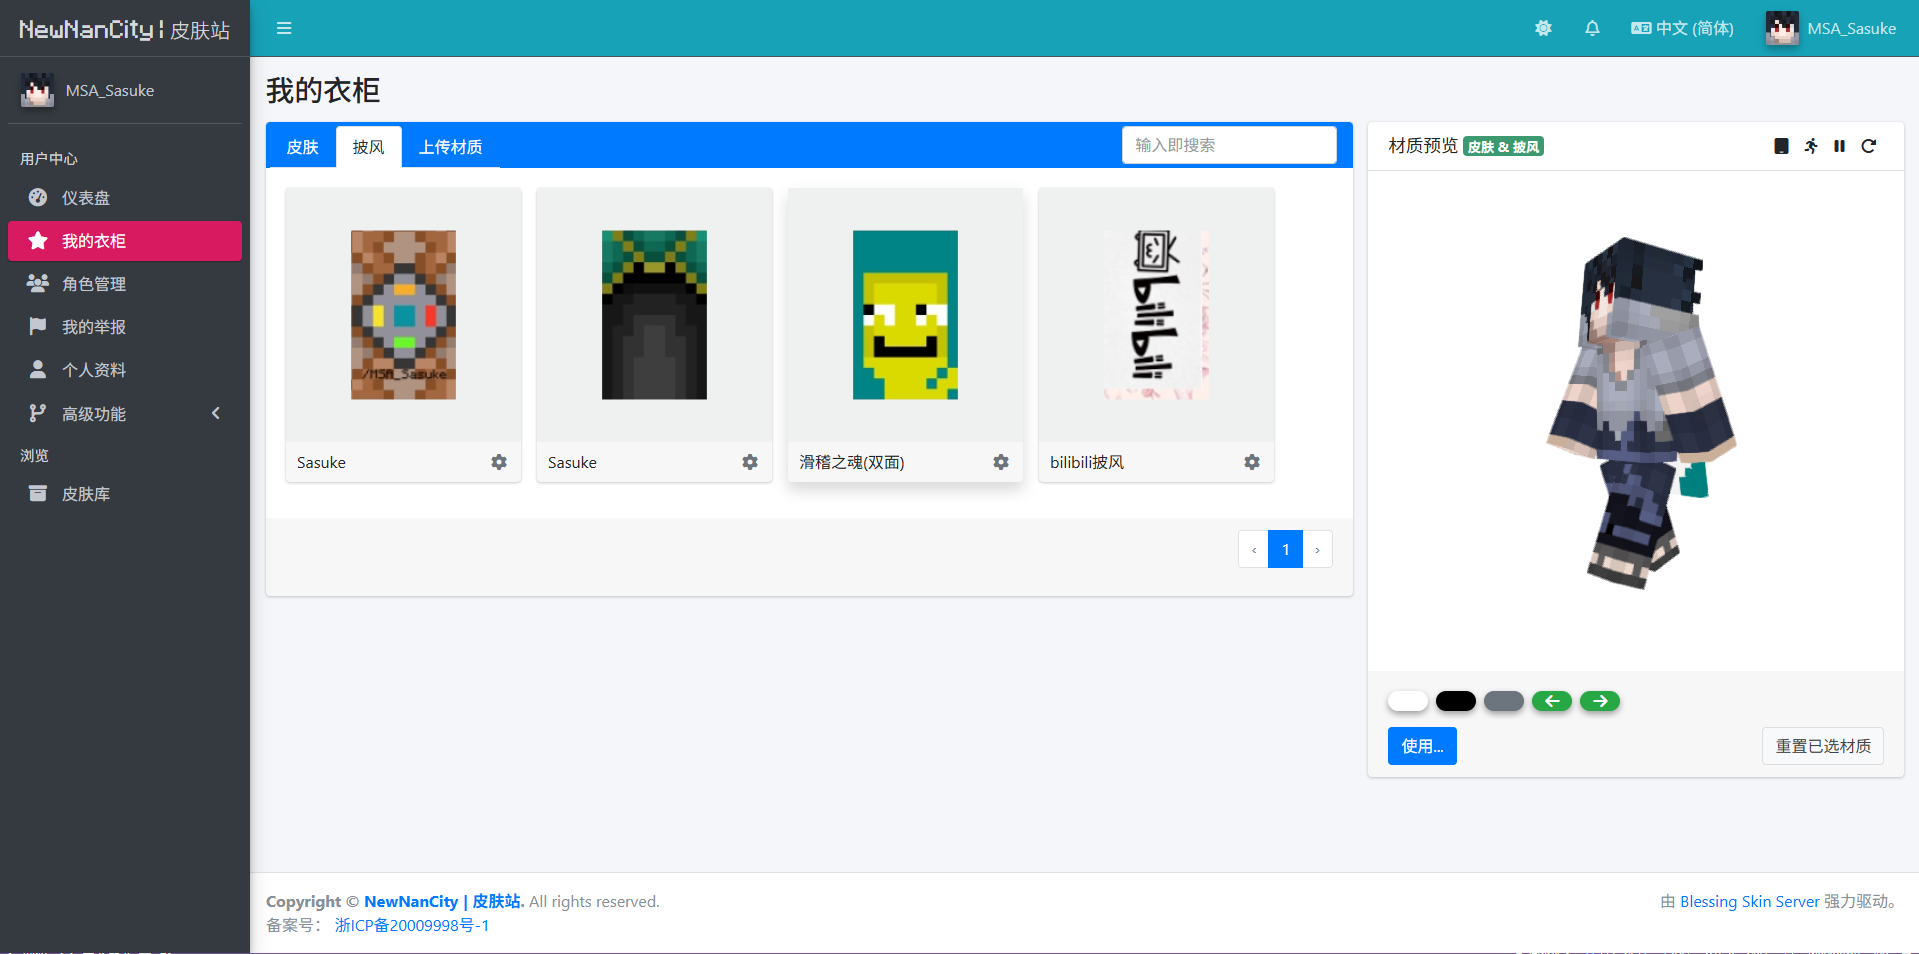 NewNanCity | 皮肤站
中文 (简体)
MSA_Sasuke
MSA_Sasuke
用户中心
仪表盘
我的衣柜
角色管理
我的举报
个人资料
高级功能
浏览
皮肤库
我的衣柜
皮肤 披风 上传材质 输入即搜索
/MSA_Sasuke
bilibili
Sasuke
Sasuke
滑稽之魂(双面)
bilibili披风
‹ 1 ›
材质预览 皮肤 & 披风
使用... 重置已选材质
Copyright © NewNanCity | 皮肤站. All rights reserved.
备案号： 浙ICP备20009998号-1
由 Blessing Skin Server 强力驱动。